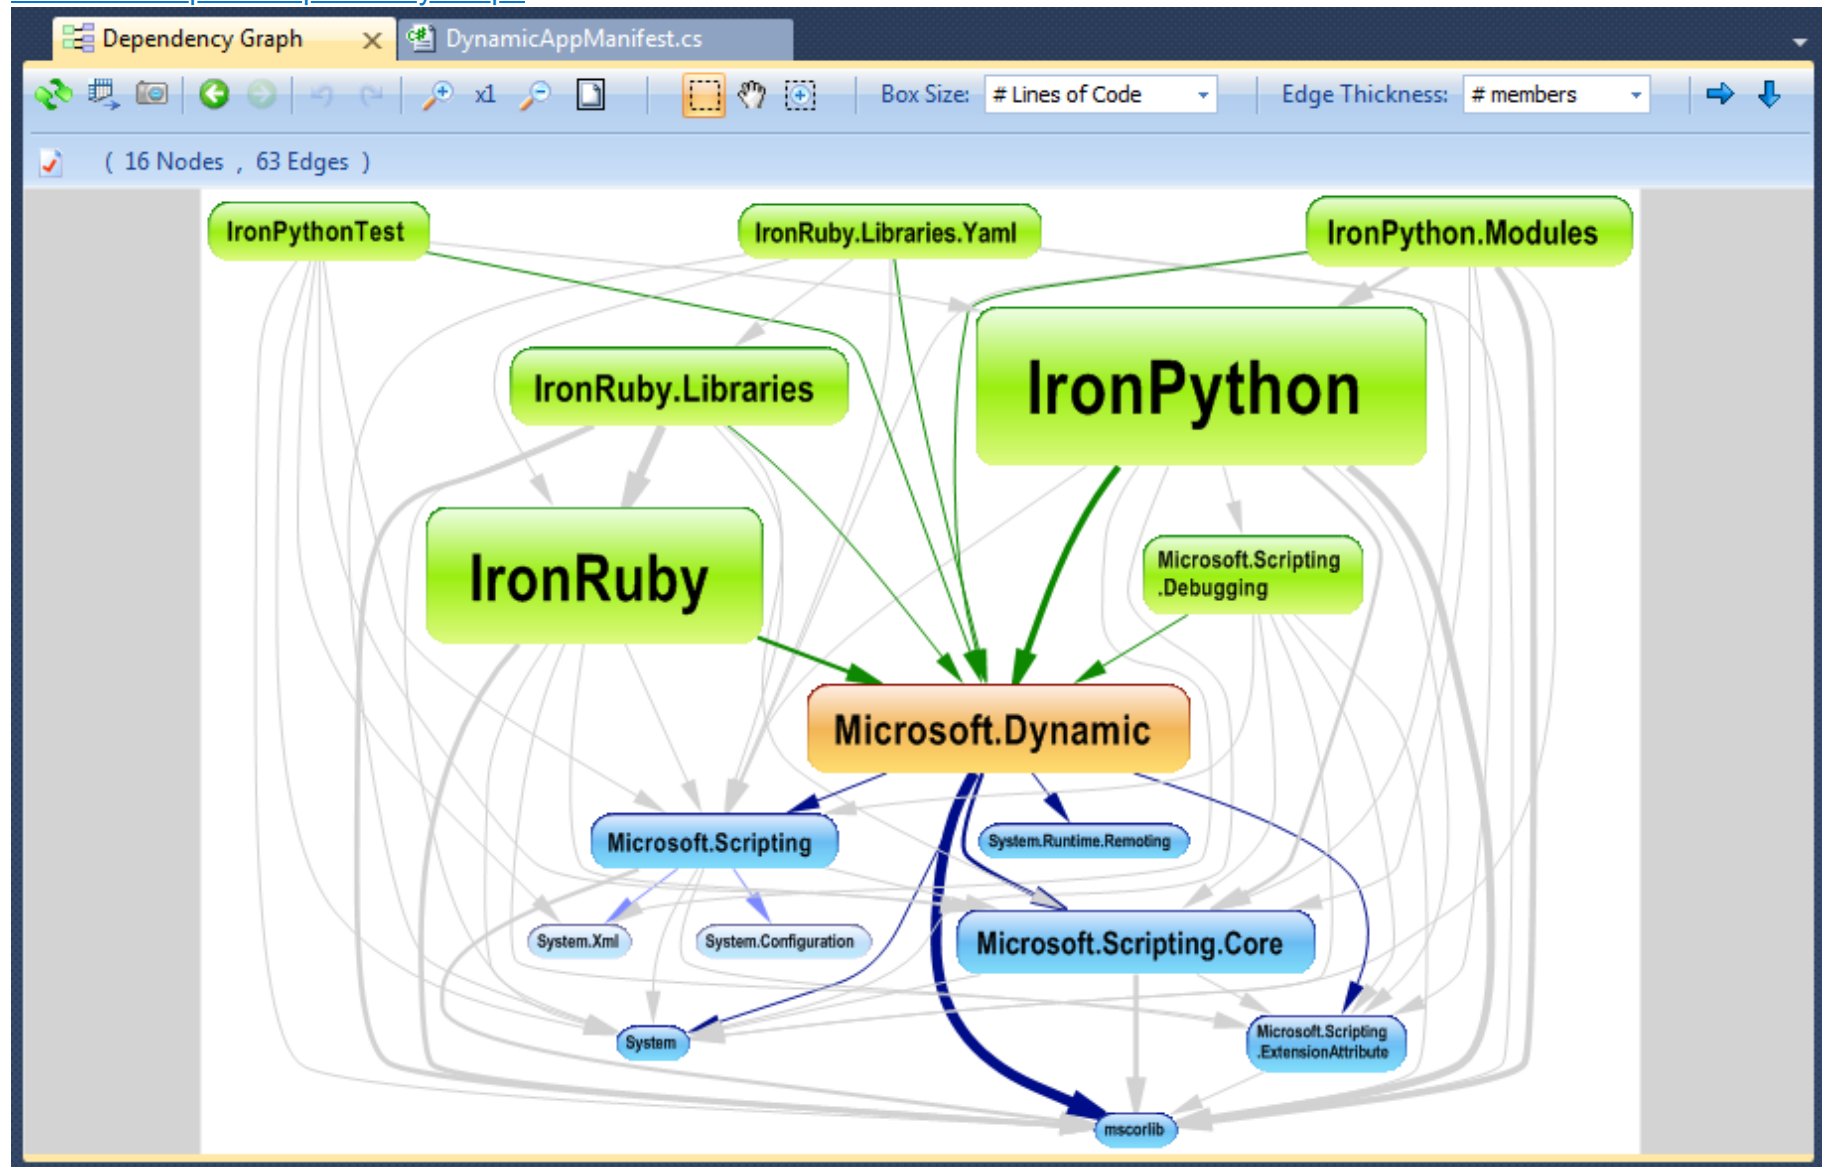 Dependency Graph
DynamicAppManifest.cs
x1
Box Size:
# Lines of Code
Edge Thickness:
# members
( 16 Nodes , 63 Edges )
IronPythonTest
IronRuby.Libraries.Yaml
IronPython.Modules
IronRuby.Libraries
IronPython
IronRuby
Microsoft.Scripting
.Debugging
Microsoft.Dynamic
Microsoft.Scripting
System.Runtime.Remoting
System.Xml
System.Configuration
Microsoft.Scripting.Core
System
Microsoft.Scripting
.ExtensionAttribute
mscorlib